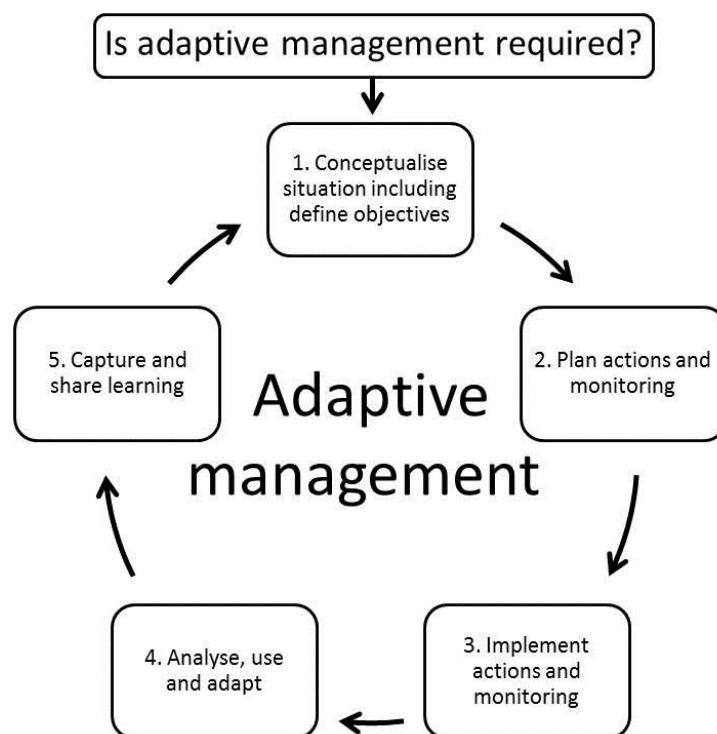 Is adaptive management required?
1. Conceptualise
situation including
define objectives
2. Plan actions and
monitoring
3. Implement
actions and
monitoring
4. Analyse, use
and adapt
5. Capture and
share learning
Adaptive
management